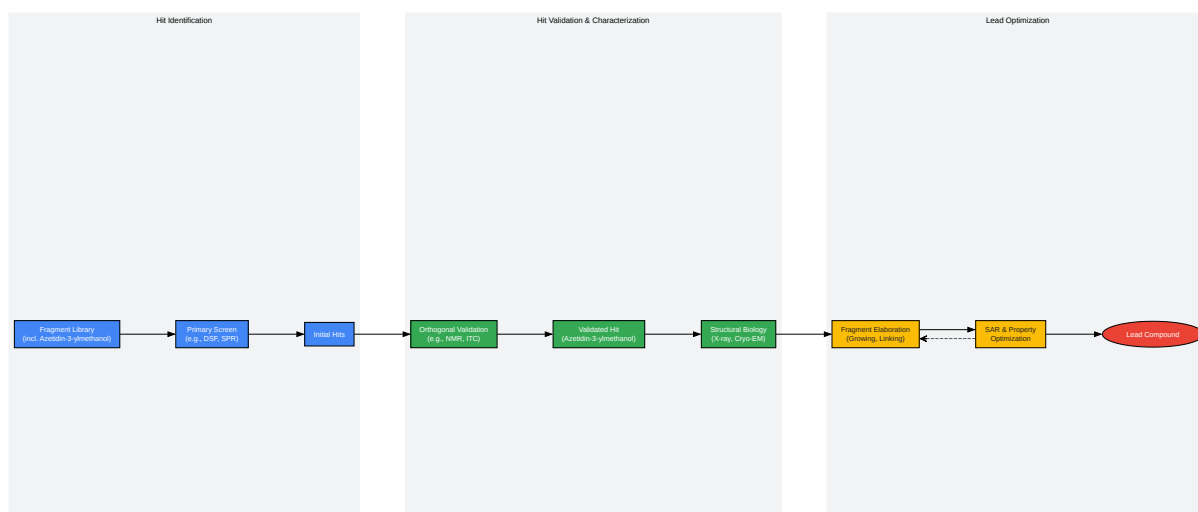 Hit Identification
Hit Validation & Characterization
Lead Optimization
Fragment Library
(incl. Azetidin-3-ylmethanol)
Primary Screen
(e.g., DSF, SPR)
Initial Hits
Orthogonal Validation
(e.g., NMR, ITC)
Validated Hit
(Azetidin-3-ylmethanol)
Structural Biology
(X-ray, Cryo-EM)
Fragment Elaboration
(Growing, Linking)
SAR & Property
Optimization
Lead Compound